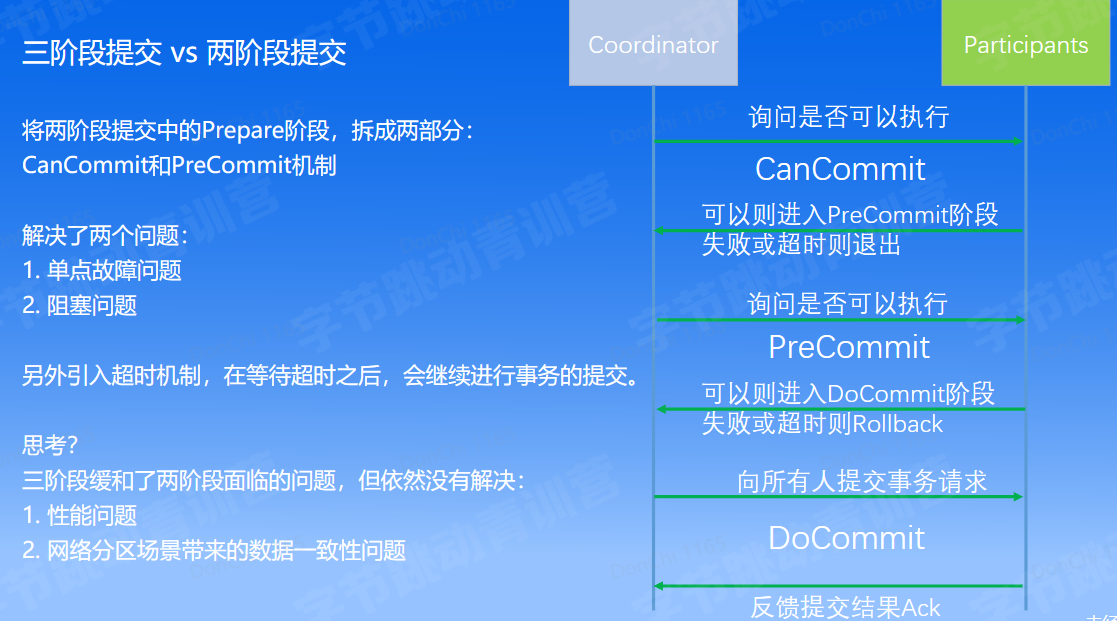 三阶段提交 vs 两阶段提交
将两阶段提交中的Prepare阶段，拆成两部分：
CanCommit和PreCommit机制
解决了两个问题：
1. 单点故障问题
2. 阻塞问题
另外引入超时机制，在等待超时之后，会继续进行事务的提交。
思考？
三阶段缓和了两阶段面临的问题，但依然没有解决：
1. 性能问题
2. 网络分区场景带来的数据一致性问题
Coordinator
Participants
询问是否可以执行
CanCommit
可以则进入PreCommit阶段
失败或超时则退出
询问是否可以执行
PreCommit
可以则进入DoCommit阶段
失败或超时则Rollback
向所有人提交事务请求
DoCommit
反馈提交结果Ack
字节跳动青训营
DonChi 1165